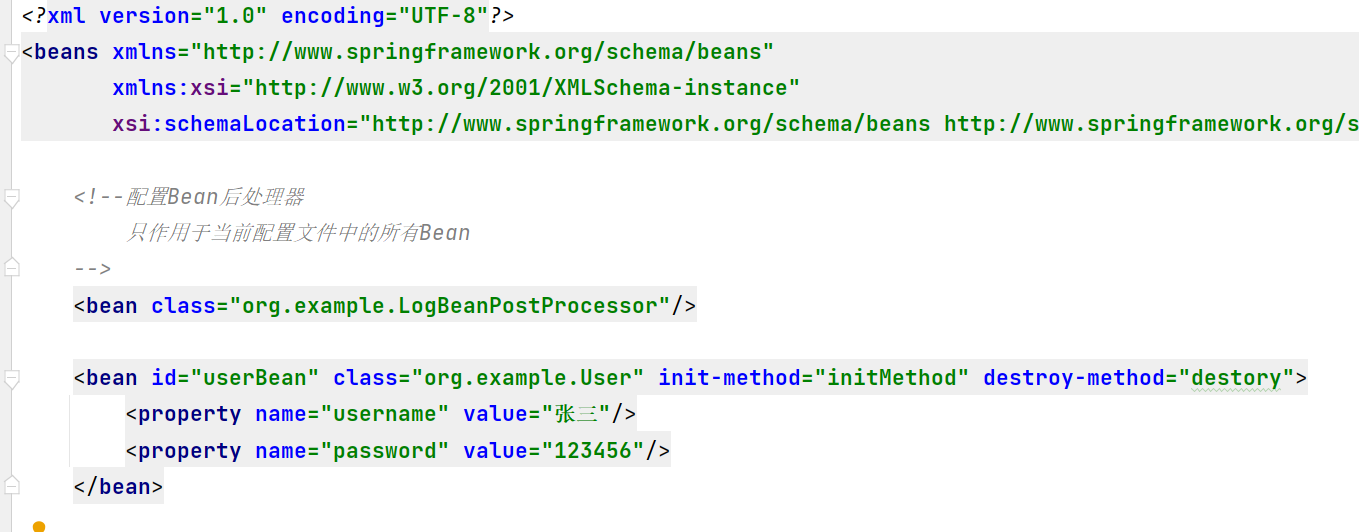 <?xml version="1.0" encoding="UTF-8"?>
<beans xmlns="http://www.springframework.org/schema/beans"
xmlns:xsi="http://www.w3.org/2001/XMLSchema-instance"
xsi:schemaLocation="http://www.springframework.org/schema/beans http://www.springframework.org/s
<!--配置Bean后处理器
只作用于当前配置文件中的所有Bean
-->
<bean class="org.example.LogBeanPostProcessor"/>
<bean id="userBean" class="org.example.User" init-method="initMethod" destroy-method="destory">
<property name="username" value="张三"/>
<property name="password" value="123456"/>
</bean>